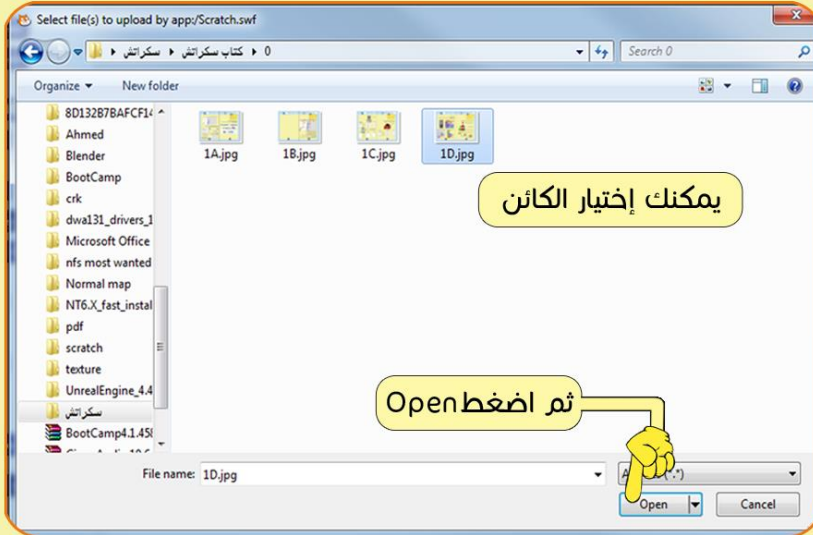 Select file(s) to upload by app:/Scratch.swf
سكراتش ‹ كتاب سكراتش ‹ 0
Search 0
Organize
New folder
8D132B7BAFCF14
Ahmed
Blender
BootCamp
crk
dwa131_drivers_1
Microsoft Office
nfs most wanted
Normal map
NT6.X_fast_instal
pdf
scratch
texture
UnrealEngine_4.4
سكراتش
BootCamp4.1.458
1A.jpg 1B.jpg 1C.jpg 1D.jpg
يمكنك إختيار الكائن
ثم اضغط Open
File name: 1D.jpg
(*.*)
Open
Cancel